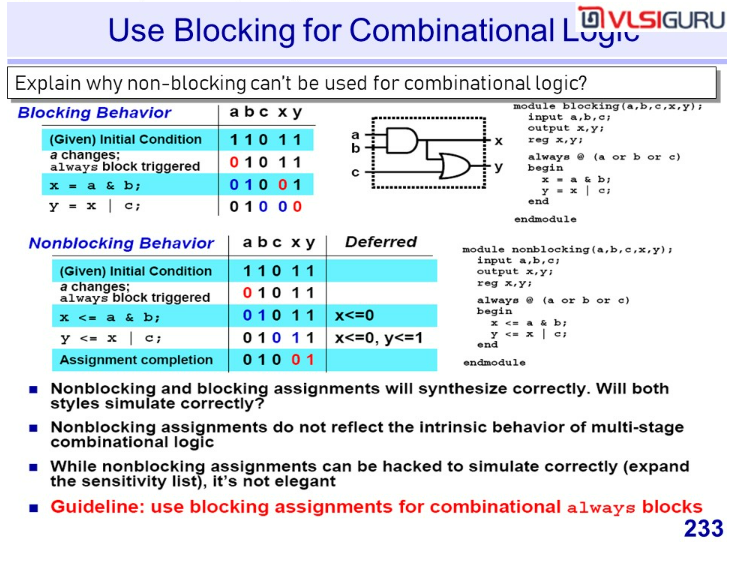 Use Blocking for Combinational Logic
VLSIGURU
Explain why non-blocking can't be used for combinational logic?
Blocking Behavior a b c x y
(Given) Initial Condition 1 1 0 1 1
a changes;
always block triggered 0 1 0 1 1
x = a & b; 0 1 0 0 1
y = x | c; 0 1 0 0 0
a
b
c
x
y
module blocking(a,b,c,x,y);
input a,b,c;
output x,y;
reg x,y;
always @ (a or b or c)
begin
x = a & b;
y = x | c;
end
endmodule
Nonblocking Behavior a b c x y Deferred
(Given) Initial Condition 1 1 0 1 1
a changes;
always block triggered 0 1 0 1 1
x <= a & b; 0 1 0 1 1 x<=0
y <= x | c; 0 1 0 1 1 x<=0, y<=1
Assignment completion 0 1 0 0 1
module nonblocking(a,b,c,x,y);
input a,b,c;
output x,y;
reg x,y;
always @ (a or b or c)
begin
x <= a & b;
y <= x | c;
end
endmodule
Nonblocking and blocking assignments will synthesize correctly. Will both
styles simulate correctly?
Nonblocking assignments do not reflect the intrinsic behavior of multi-stage
combinational logic
While nonblocking assignments can be hacked to simulate correctly (expand
the sensitivity list), it's not elegant
Guideline: use blocking assignments for combinational always blocks
233